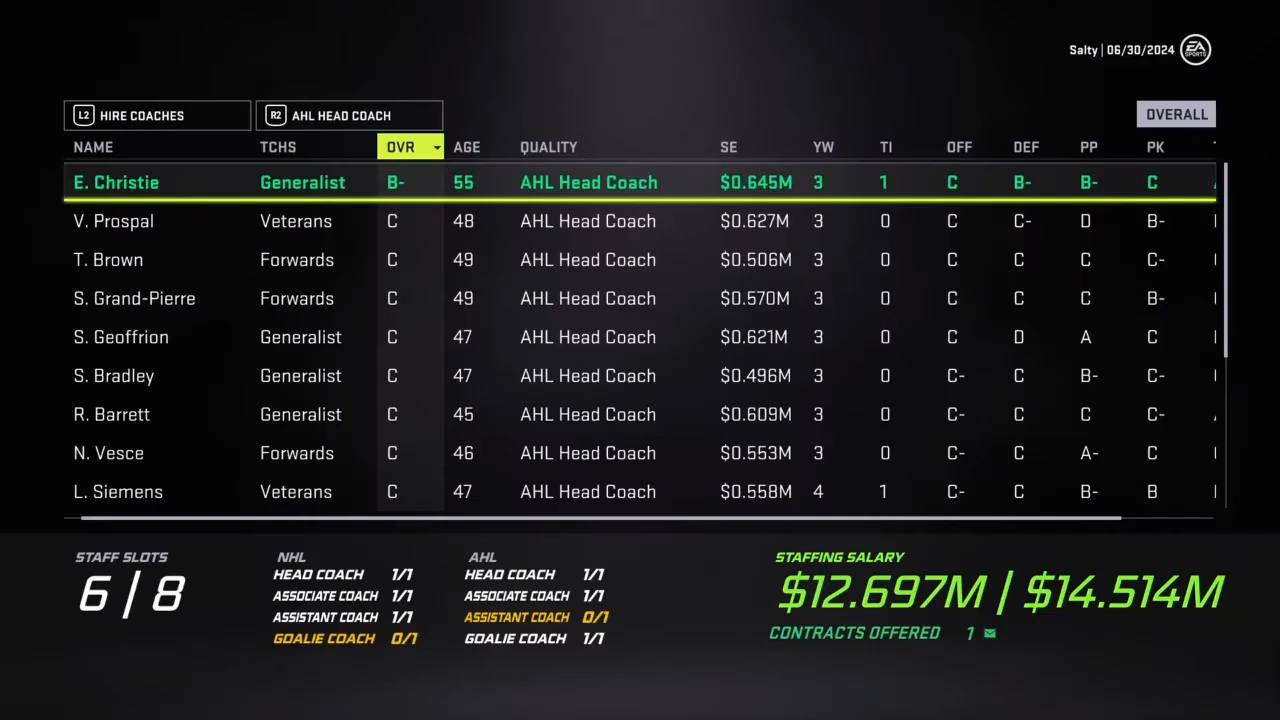 Salty | 06/30/2024 EA SPORTS
L2 HIRE COACHES R2 AHL HEAD COACH OVERALL
NAME TCHS OVR AGE QUALITY SE YW TI OFF DEF PP PK
E. Christie Generalist B- 55 AHL Head Coach $0.645M 3 1 C B- B- C
V. Prospal Veterans C 48 AHL Head Coach $0.627M 3 0 C C- D B-
T. Brown Forwards C 49 AHL Head Coach $0.506M 3 0 C C C C-
S. Grand-Pierre Forwards C 49 AHL Head Coach $0.570M 3 0 C C C B-
S. Geoffrion Generalist C 47 AHL Head Coach $0.621M 3 0 C D A C
S. Bradley Generalist C 47 AHL Head Coach $0.496M 3 0 C- C B- C-
R. Barrett Generalist C 45 AHL Head Coach $0.609M 3 0 C- C C C-
N. Vesce Forwards C 46 AHL Head Coach $0.553M 3 0 C- C A- C
L. Siemens Veterans C 47 AHL Head Coach $0.558M 4 1 C- C B- B
STAFF SLOTS NHL AHL STAFFING SALARY
6 | 8 HEAD COACH 1/1 HEAD COACH 1/1 $12.697M | $14.514M
ASSOCIATE COACH 1/1 ASSOCIATE COACH 1/1
ASSISTANT COACH 1/1 ASSISTANT COACH 0/1
GOALIE COACH 0/1 GOALIE COACH 1/1 CONTRACTS OFFERED 1